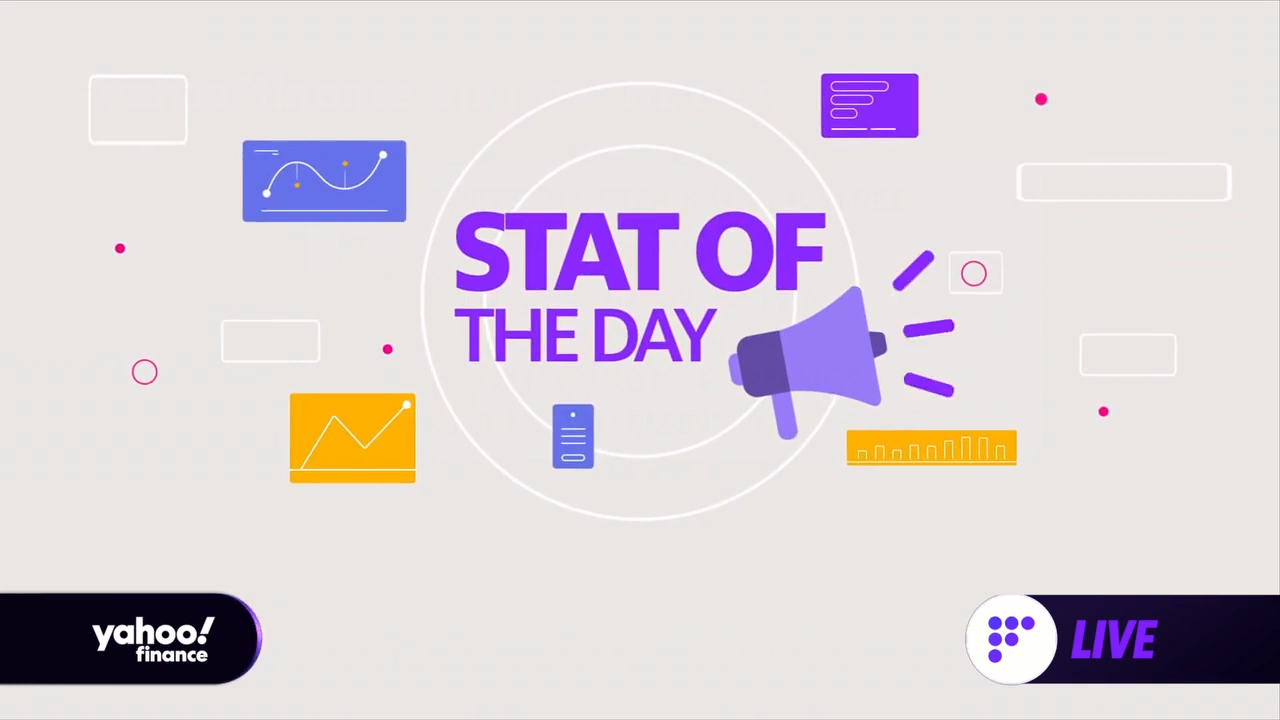 STAT OF
THE DAY
yahoo!
finance
LIVE